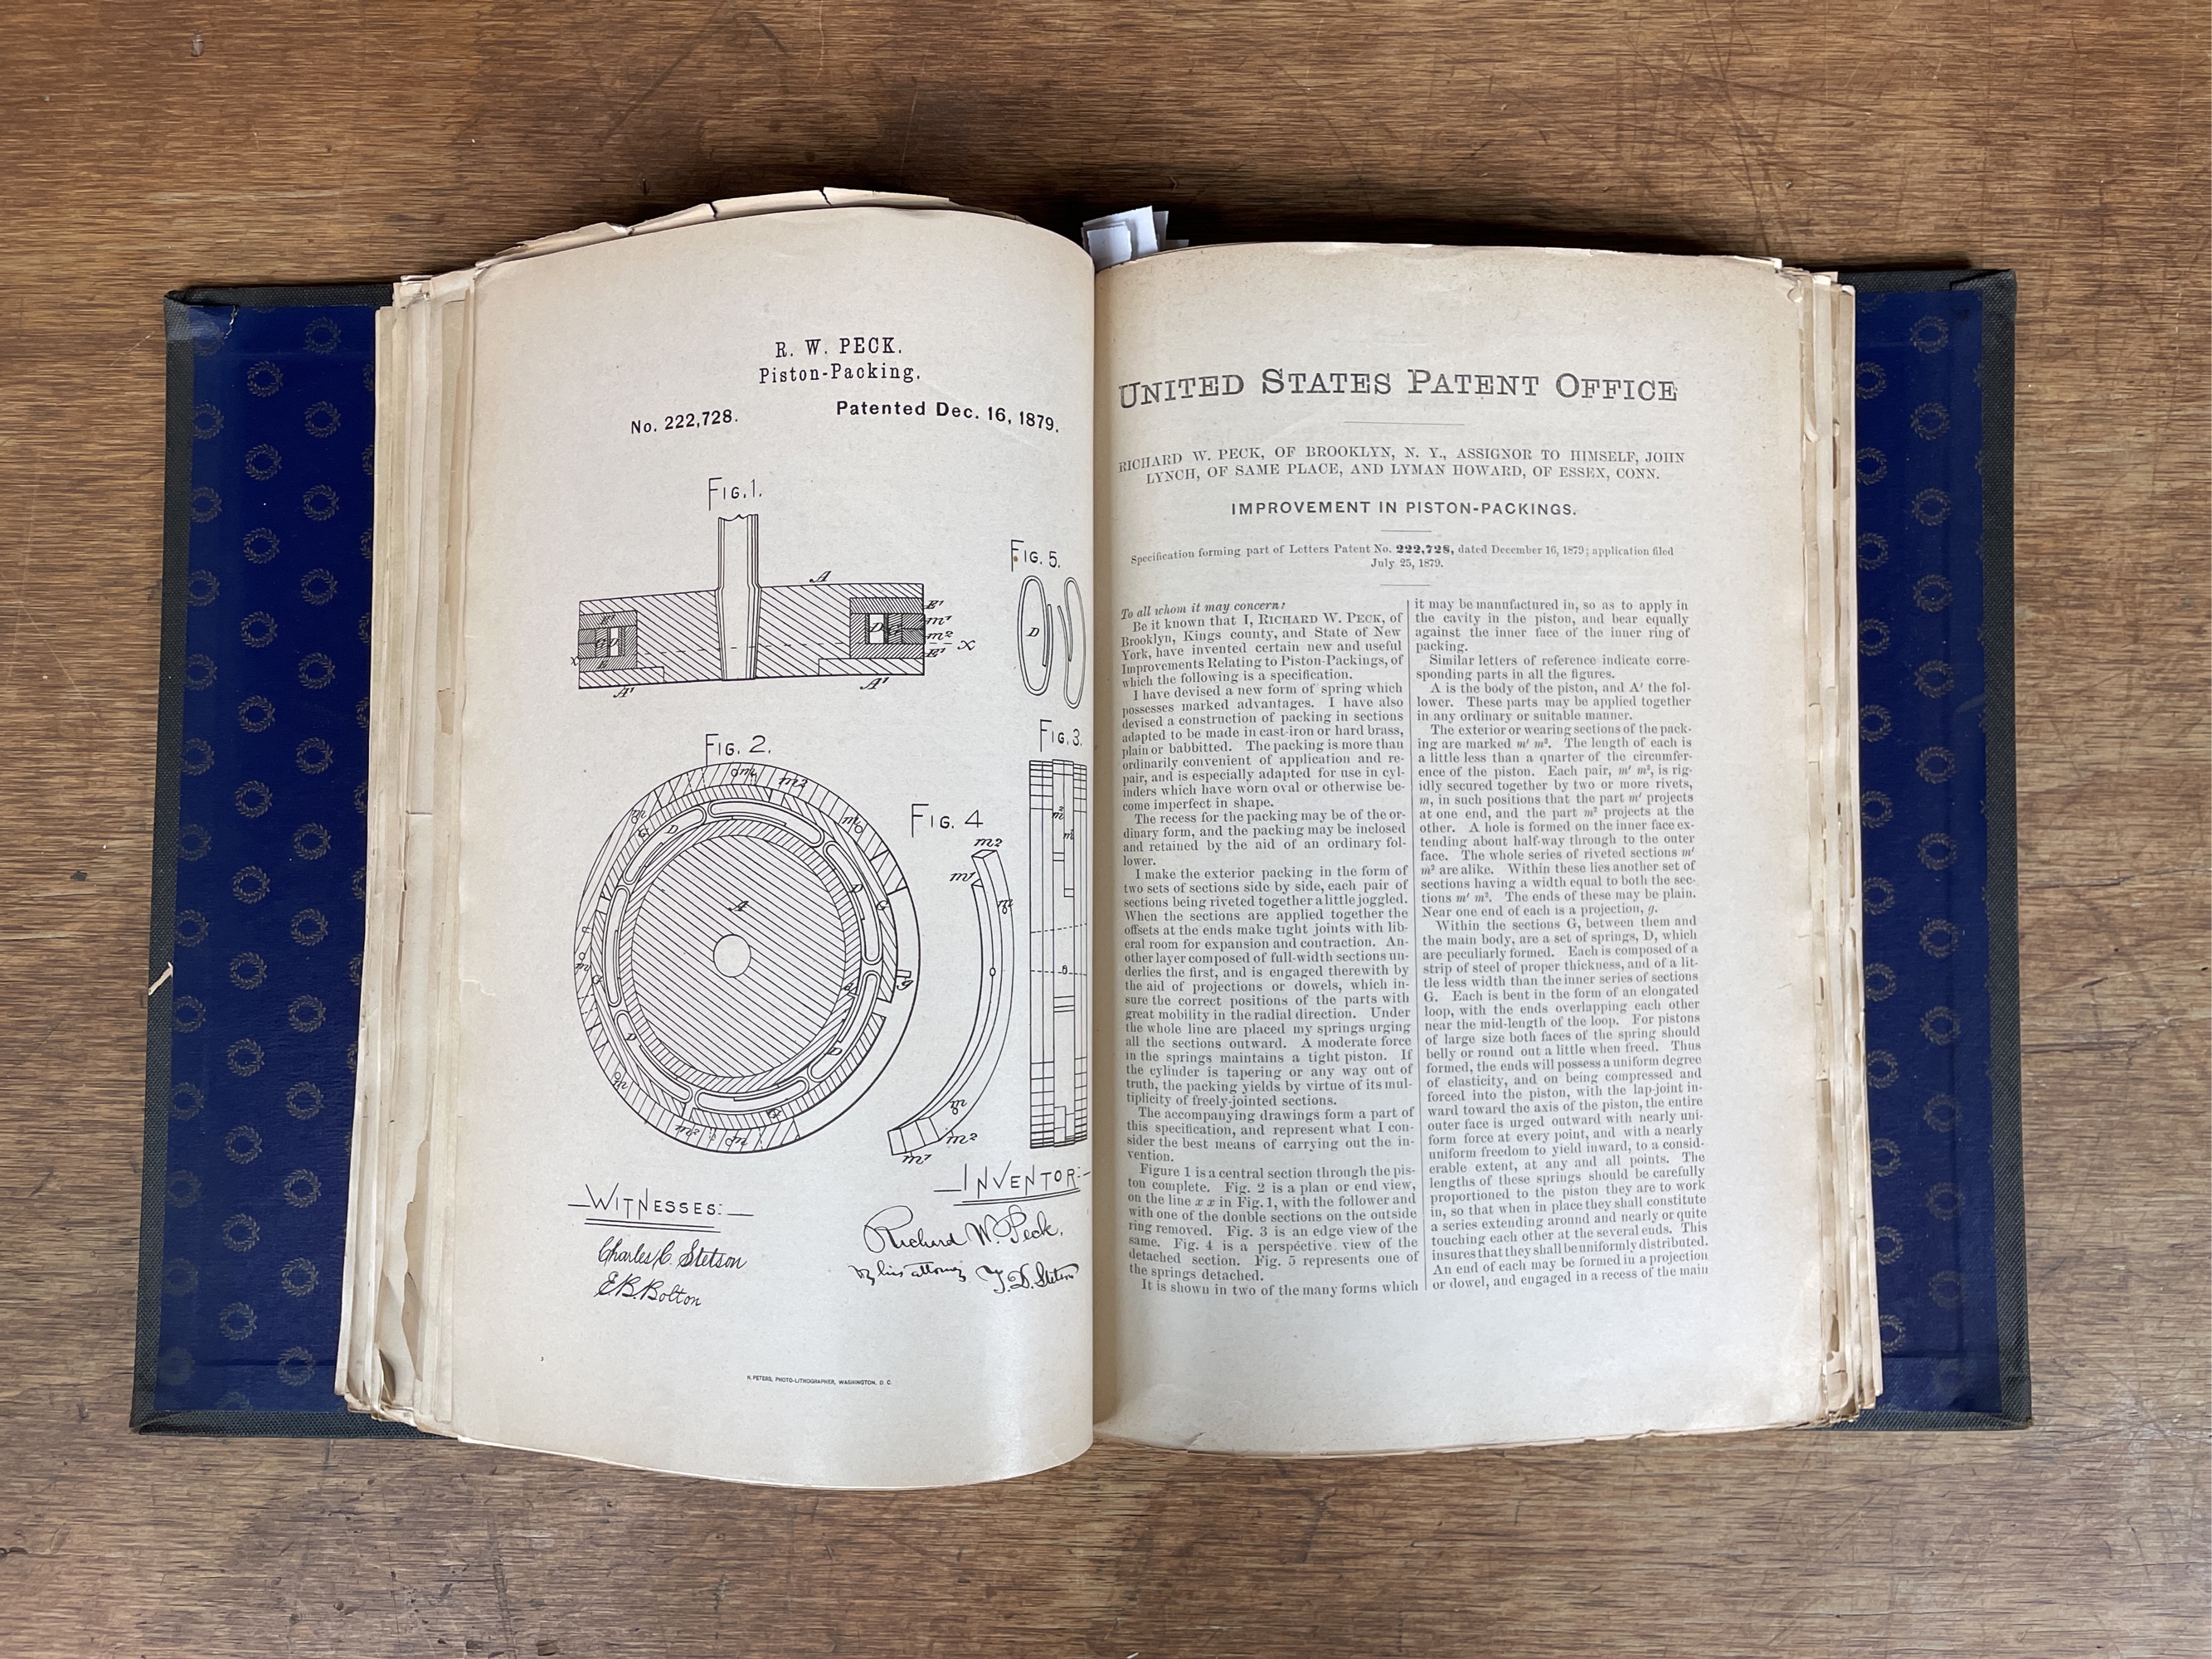 R. W. PECK.
Piston-Packing.
No. 222,728.
Patented Dec. 16, 1879.
FIG. 1.
A
E'
m'
m²
E'
x
x
A'
A'
FIG. 5.
D
FIG. 2.
A
FIG. 3.
FIG. 4
m²
m'
m²
m'
WITNESSES:
Charles C. Stetson
E. B. Bolton
INVENTOR:
Richard W. Peck,
by his attorney T. D. Stetson
N. PETERS, PHOTO-LITHOGRAPHER, WASHINGTON, D. C.
UNITED STATES PATENT OFFICE
RICHARD W. PECK, OF BROOKLYN, N. Y., ASSIGNOR TO HIMSELF, JOHN
LYNCH, OF SAME PLACE, AND LYMAN HOWARD, OF ESSEX, CONN.
IMPROVEMENT IN PISTON-PACKINGS.
Specification forming part of Letters Patent No. 222,728, dated December 16, 1879; application filed
July 25, 1879.
To all whom it may concern:
Be it known that I, RICHARD W. PECK, of
Brooklyn, Kings county, and State of New
York, have invented certain new and useful
Improvements Relating to Piston-Packings, of
which the following is a specification.
I have devised a new form of spring which
possesses marked advantages. I have also
devised a construction of packing in sections
adapted to be made in cast-iron or hard brass,
plain or babbitted. The packing is more than
ordinarily convenient of application and re-
pair, and is especially adapted for use in cyl-
inders which have worn oval or otherwise be-
come imperfect in shape.
The recess for the packing may be of the or-
dinary form, and the packing may be inclosed
and retained by the aid of an ordinary fol-
lower.
I make the exterior packing in the form of
two sets of sections side by side, each pair of
sections being riveted together a little joggled.
When the sections are applied together the
offsets at the ends make tight joints with lib-
eral room for expansion and contraction. An-
other layer composed of full-width sections un-
derlies the first, and is engaged therewith by
the aid of projections or dowels, which in-
sure the correct positions of the parts with
great mobility in the radial direction. Under
the whole line are placed my springs urging
all the sections outward. A moderate force
in the springs maintains a tight piston. If
the cylinder is tapering or any way out of
truth, the packing yields by virtue of its mul-
tiplicity of freely-jointed sections.
The accompanying drawings form a part of
this specification, and represent what I con-
sider the best means of carrying out the in-
vention.
Figure 1 is a central section through the pis-
ton complete. Fig. 2 is a plan or end view,
on the line x x in Fig. 1, with the follower and
with one of the double sections on the outside
ring removed. Fig. 3 is an edge view of the
same. Fig. 4 is a perspective view of the
detached section. Fig. 5 represents one of
the springs detached.
It is shown in two of the many forms which
it may be manufactured in, so as to apply in
the cavity in the piston, and bear equally
against the inner face of the inner ring of
packing.
Similar letters of reference indicate corre-
sponding parts in all the figures.
A is the body of the piston, and A' the fol-
lower. These parts may be applied together
in any ordinary or suitable manner.
The exterior or wearing sections of the pack-
ing are marked m' m². The length of each is
a little less than a quarter of the circumfer-
ence of the piston. Each pair, m' m², is rig-
idly secured together by two or more rivets,
m, in such positions that the part m' projects
at one end, and the part m² projects at the
other. A hole is formed on the inner face ex-
tending about half-way through to the outer
face. The whole series of riveted sections m'
m² are alike. Within these lies another set of
sections having a width equal to both the sec-
tions m' m². The ends of these may be plain.
Near one end of each is a projection, g.
Within the sections G, between them and
the main body, are a set of springs, D, which
are peculiarly formed. Each is composed of a
strip of steel of proper thickness, and of a lit-
tle less width than the inner series of sections
G. Each is bent in the form of an elongated
loop, with the ends overlapping each other
near the mid-length of the loop. For pistons
of large size both faces of the spring should
belly or round out a little when freed. Thus
formed, the ends will possess a uniform degree
of elasticity, and on being compressed and
forced into the piston, with the lap-joint in-
ward toward the axis of the piston, the entire
outer face is urged outward with nearly uni-
form force at every point, and with a nearly
uniform freedom to yield inward, to a consid-
erable extent, at any and all points. The
lengths of these springs should be carefully
proportioned to the piston they are to work
in, so that when in place they shall constitute
a series extending around and nearly or quite
touching each other at the several ends. This
insures that they shall be uniformly distributed.
An end of each may be formed in a projection
or dowel, and engaged in a recess of the main